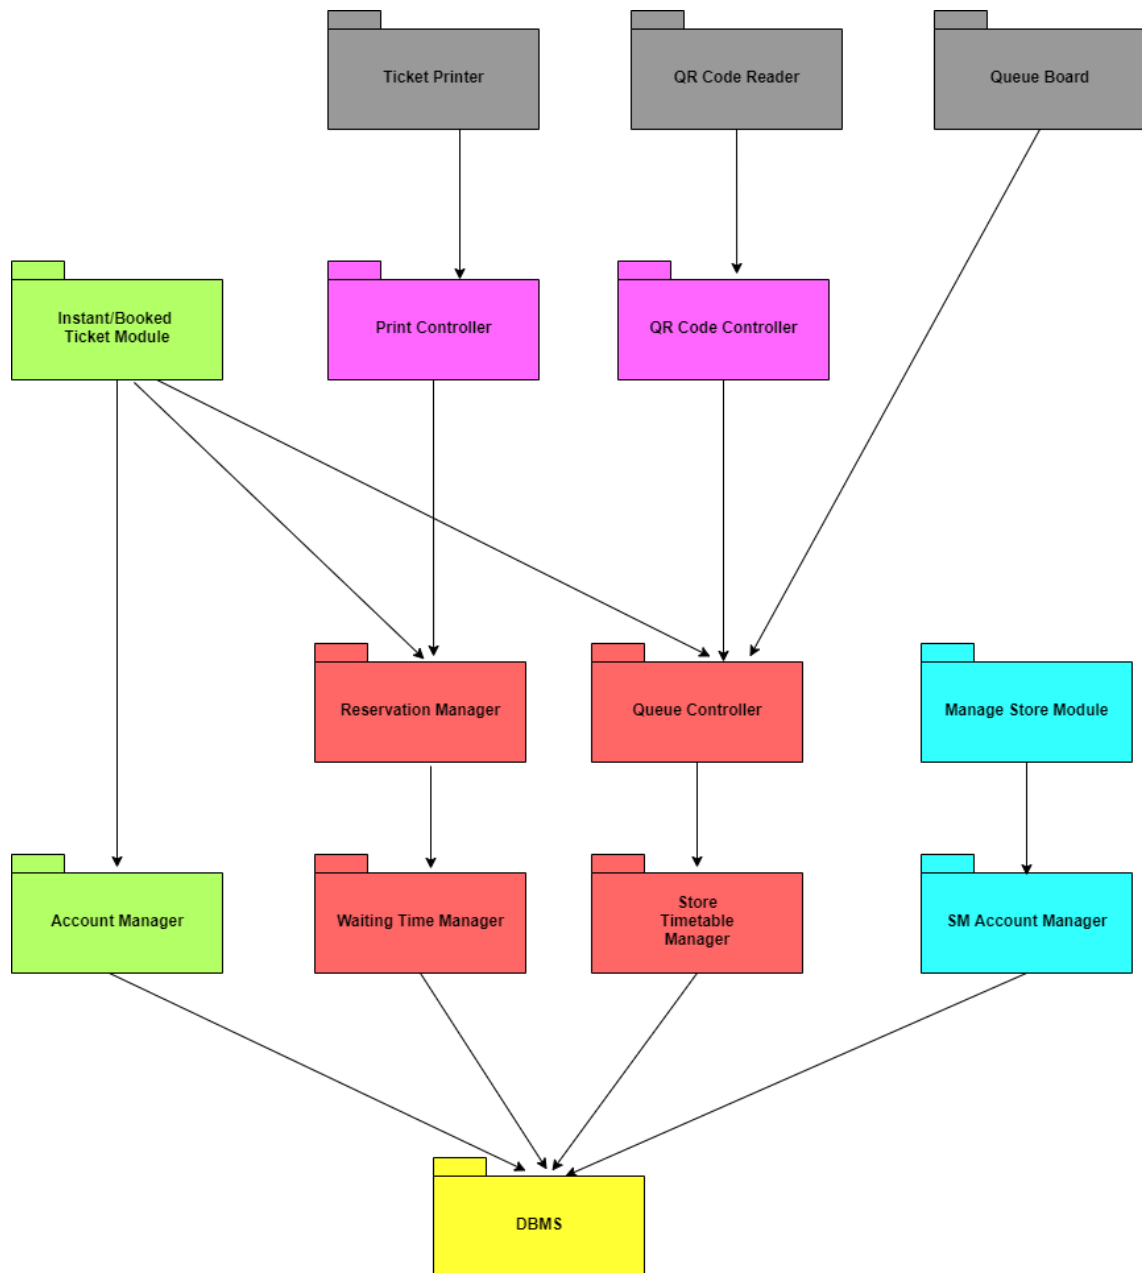 Ticket Printer
QR Code Reader
Queue Board
Instant/Booked
Ticket Module
Print Controller
QR Code Controller
Reservation Manager
Queue Controller
Manage Store Module
Account Manager
Waiting Time Manager
Store
Timetable
Manager
SM Account Manager
DBMS